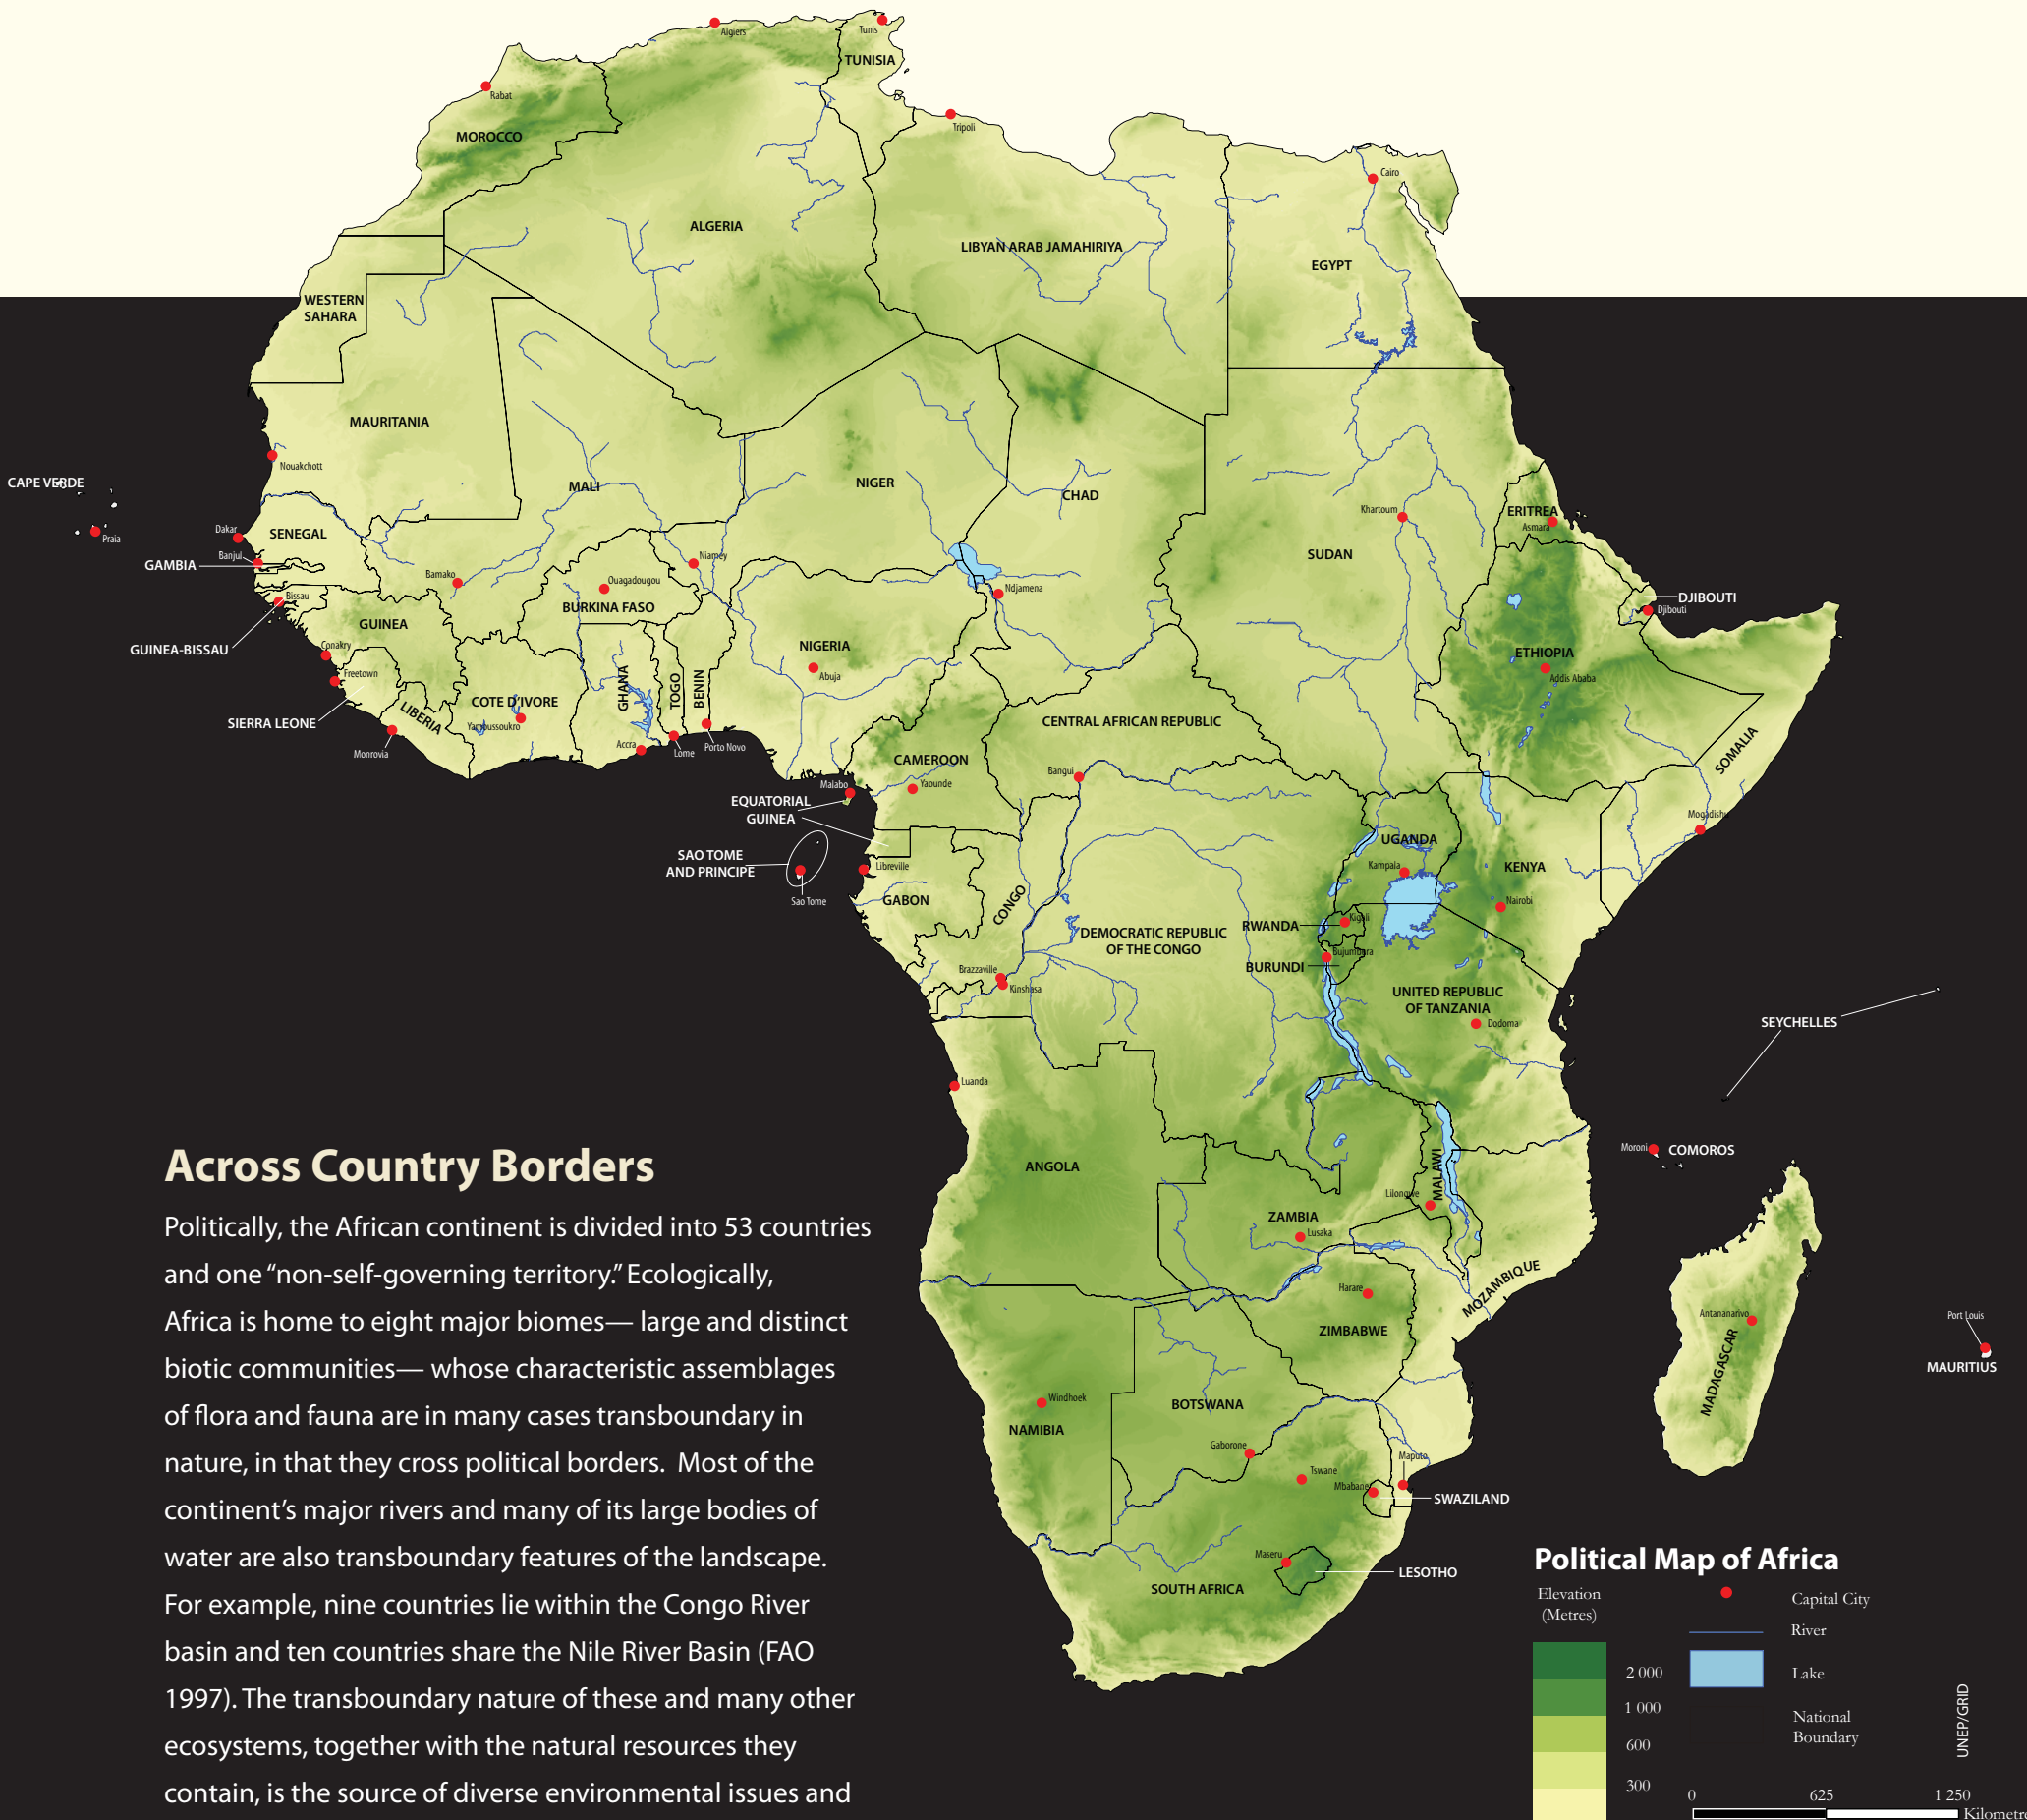 Algiers
Tunis
TUNISIA
Rabat
MOROCCO
Tripoli
Cairo
ALGERIA
LIBYAN ARAB JAMAHIRIYA
EGYPT
WESTERN
SAHARA
MAURITANIA
Nouakchott
CAPE VERDE
Praia
MALI
NIGER
CHAD
Khartoum
ERITREA
Asmara
Dakar
SENEGAL
SUDAN
Banjul
GAMBIA
Bamako
Niamey
Ouagadougou
BURKINA FASO
Ndjamena
DJIBOUTI
Djibouti
Bissau
GUINEA
GUINEA-BISSAU
Conakry
NIGERIA
Abuja
ETHIOPIA
Addis Ababa
Freetown
SIERRA LEONE
LIBERIA
COTE D'IVORE
Yamoussoukro
GHANA
TOGO
BENIN
Monrovia
Accra
Lome
Porto Novo
CENTRAL AFRICAN REPUBLIC
SOMALIA
CAMEROON
Yaounde
Bangui
Malabo
EQUATORIAL
GUINEA
Mogadishu
UGANDA
Kampala
KENYA
Nairobi
SAO TOME
AND PRINCIPE
Sao Tome
Libreville
GABON
CONGO
DEMOCRATIC REPUBLIC
OF THE CONGO
RWANDA
Kigali
Bujumbura
BURUNDI
Brazzaville
Kinshasa
UNITED REPUBLIC
OF TANZANIA
Dodoma
SEYCHELLES
Luanda
Moroni
COMOROS
ANGOLA
MALAWI
Lilongwe
ZAMBIA
Lusaka
MOZAMBIQUE
Harare
ZIMBABWE
Antananarivo
MADAGASCAR
Port Louis
MAURITIUS
Windhoek
NAMIBIA
BOTSWANA
Gaborone
Tswane
Maputo
Mbabane
SWAZILAND
Maseru
LESOTHO
SOUTH AFRICA
Across Country Borders
Politically, the African continent is divided into 53 countries
and one “non-self-governing territory.” Ecologically,
Africa is home to eight major biomes— large and distinct
biotic communities— whose characteristic assemblages
of flora and fauna are in many cases transboundary in
nature, in that they cross political borders.  Most of the
continent’s major rivers and many of its large bodies of
water are also transboundary features of the landscape.
For example, nine countries lie within the Congo River
basin and ten countries share the Nile River Basin (FAO
1997). The transboundary nature of these and many other
ecosystems, together with the natural resources they
contain, is the source of diverse environmental issues and
Political Map of Africa
Elevation
(Metres)
2 000
1 000
600
300
Capital City
River
Lake
National
Boundary
UNEP/GRID
0 625 1 250
Kilometre